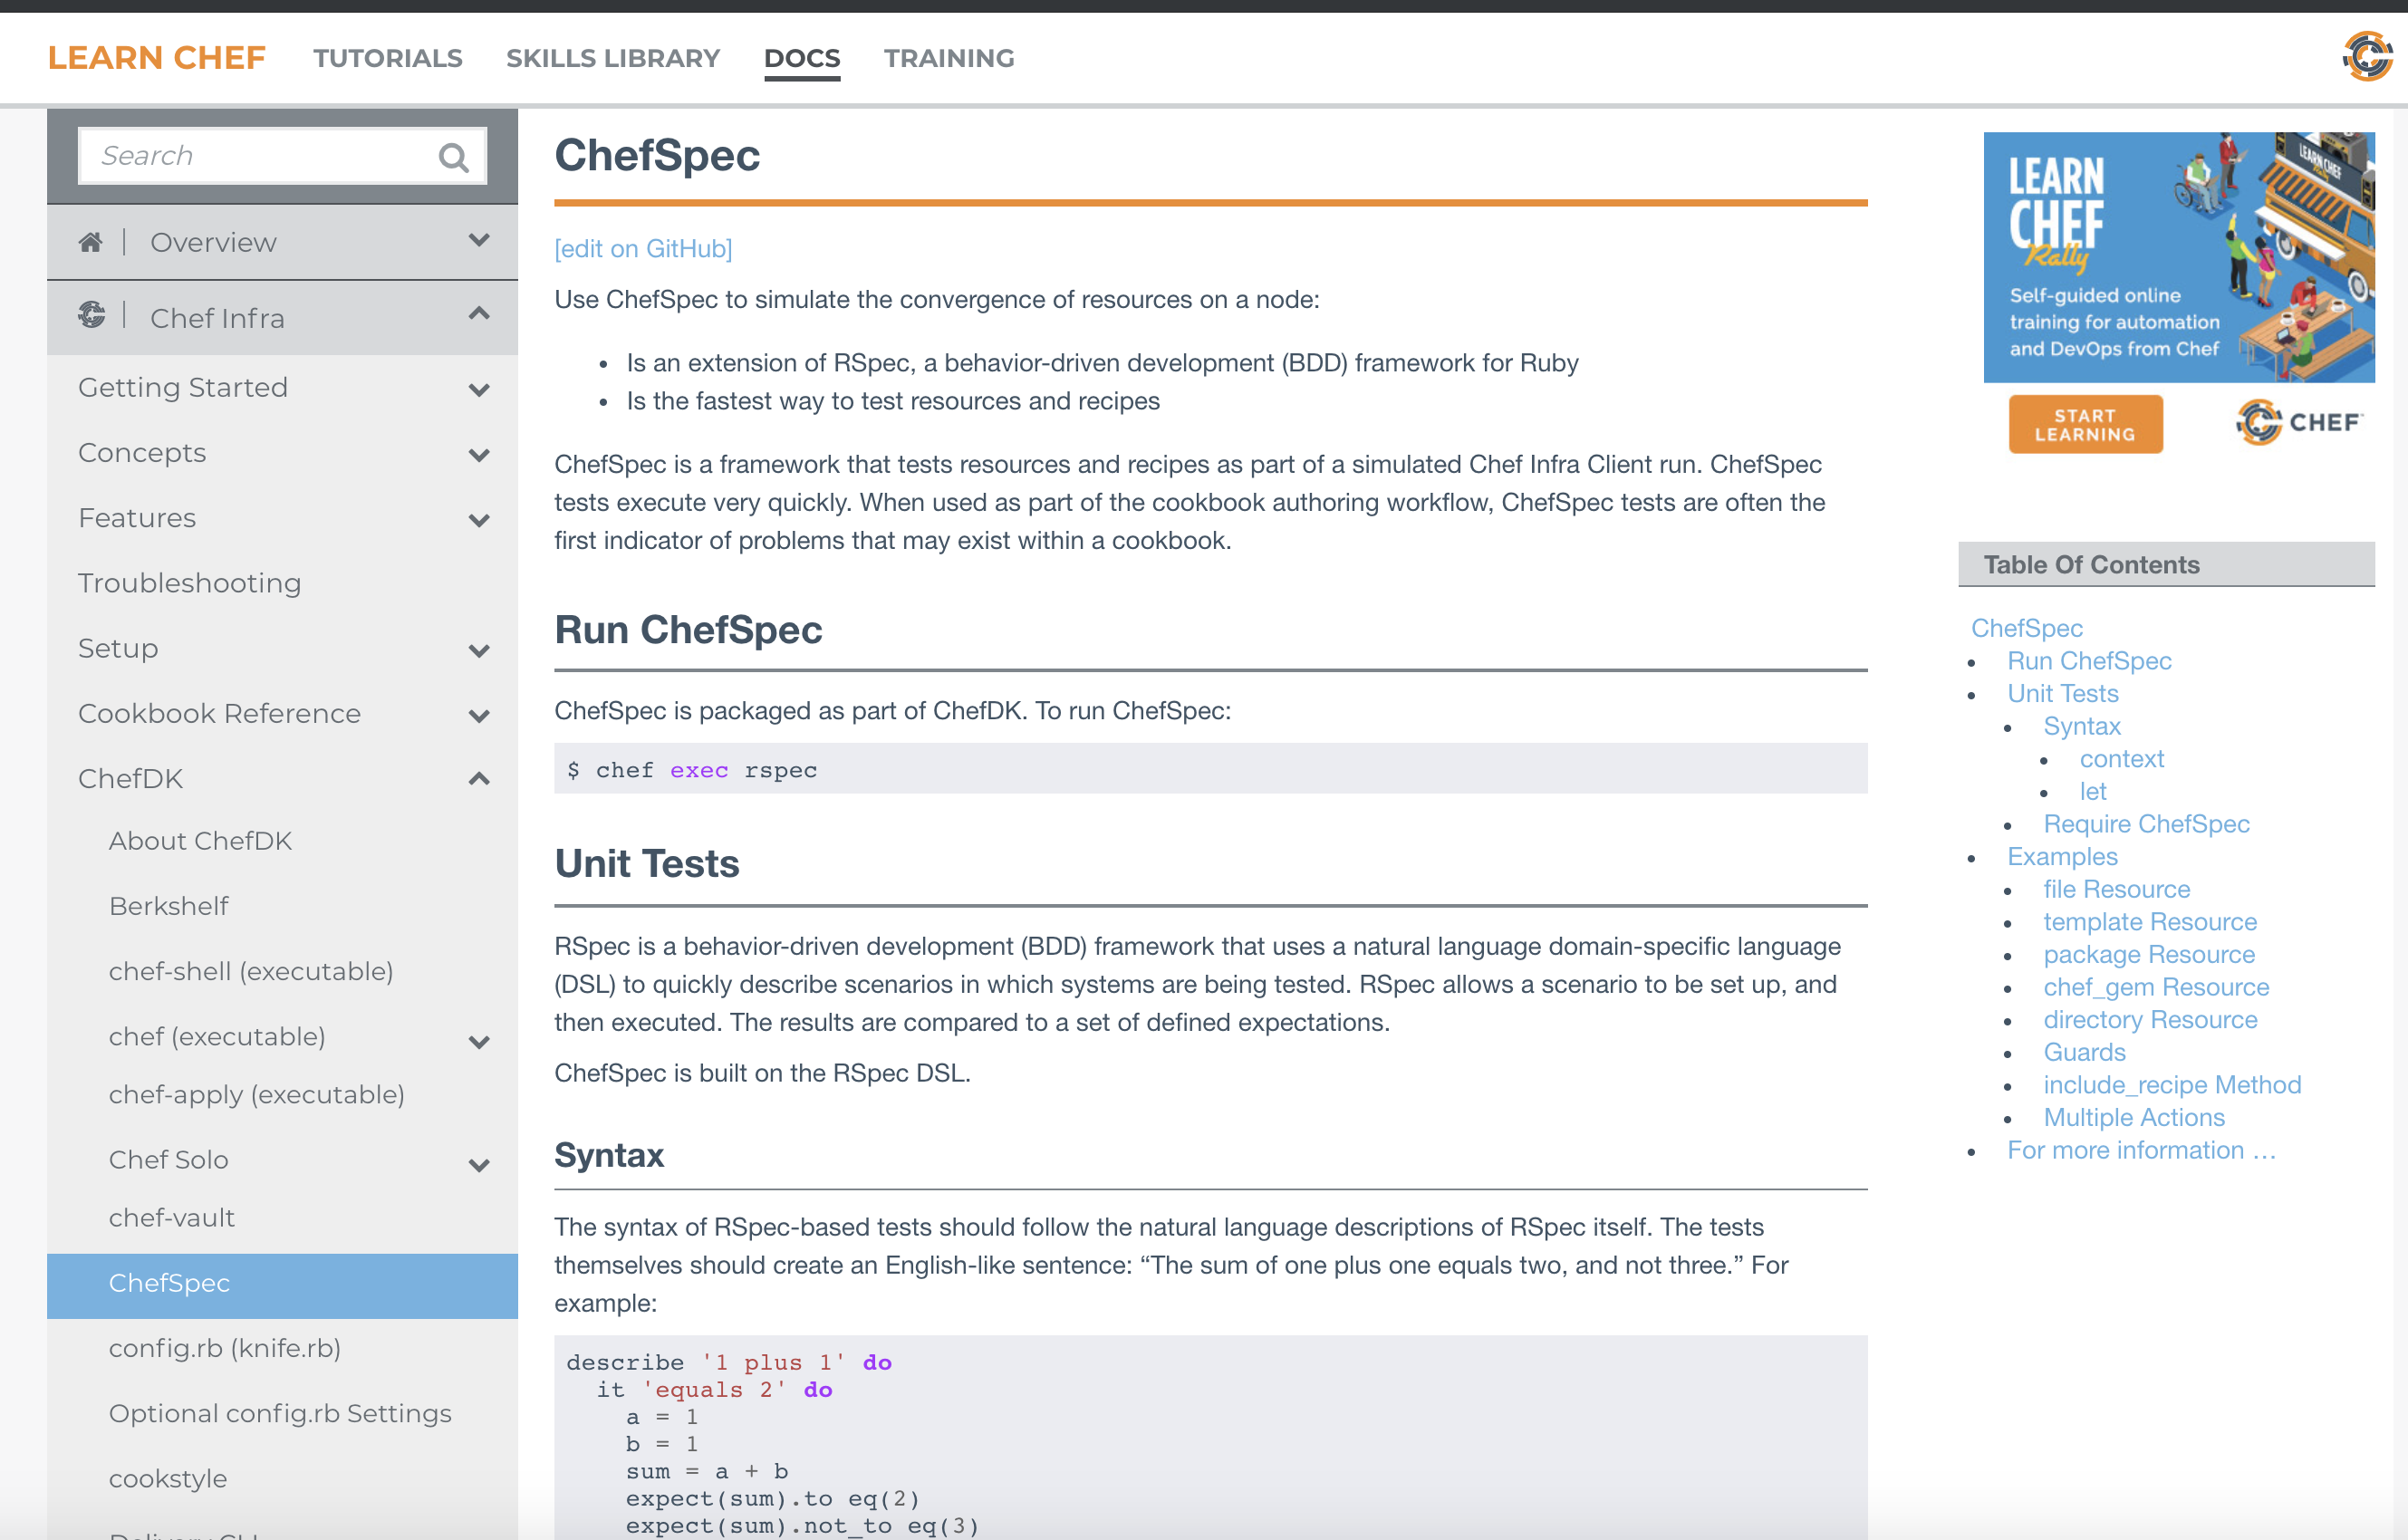 LEARN CHEF TUTORIALS SKILLS LIBRARY DOCS TRAINING
Search
Overview
Chef Infra
Getting Started
Concepts
Features
Troubleshooting
Setup
Cookbook Reference
ChefDK
About ChefDK
Berkshelf
chef-shell (executable)
chef (executable)
chef-apply (executable)
Chef Solo
chef-vault
ChefSpec
config.rb (knife.rb)
Optional config.rb Settings
cookstyle
ChefSpec
[edit on GitHub]
Use ChefSpec to simulate the convergence of resources on a node:
• Is an extension of RSpec, a behavior-driven development (BDD) framework for Ruby
• Is the fastest way to test resources and recipes
ChefSpec is a framework that tests resources and recipes as part of a simulated Chef Infra Client run. ChefSpec
tests execute very quickly. When used as part of the cookbook authoring workflow, ChefSpec tests are often the
first indicator of problems that may exist within a cookbook.
Run ChefSpec
ChefSpec is packaged as part of ChefDK. To run ChefSpec:
$ chef exec rspec
Unit Tests
RSpec is a behavior-driven development (BDD) framework that uses a natural language domain-specific language
(DSL) to quickly describe scenarios in which systems are being tested. RSpec allows a scenario to be set up, and
then executed. The results are compared to a set of defined expectations.
ChefSpec is built on the RSpec DSL.
Syntax
The syntax of RSpec-based tests should follow the natural language descriptions of RSpec itself. The tests
themselves should create an English-like sentence: “The sum of one plus one equals two, and not three.” For
example:
describe '1 plus 1' do
  it 'equals 2' do
    a = 1
    b = 1
    sum = a + b
    expect(sum).to eq(2)
    expect(sum).not_to eq(3)
LEARN CHEF
LEARN
CHEF
Rally
Self-guided online
training for automation
and DevOps from Chef
START
LEARNING
CHEF
Table Of Contents
ChefSpec
• Run ChefSpec
• Unit Tests
• Syntax
• context
• let
• Require ChefSpec
• Examples
• file Resource
• template Resource
• package Resource
• chef_gem Resource
• directory Resource
• Guards
• include_recipe Method
• Multiple Actions
• For more information …